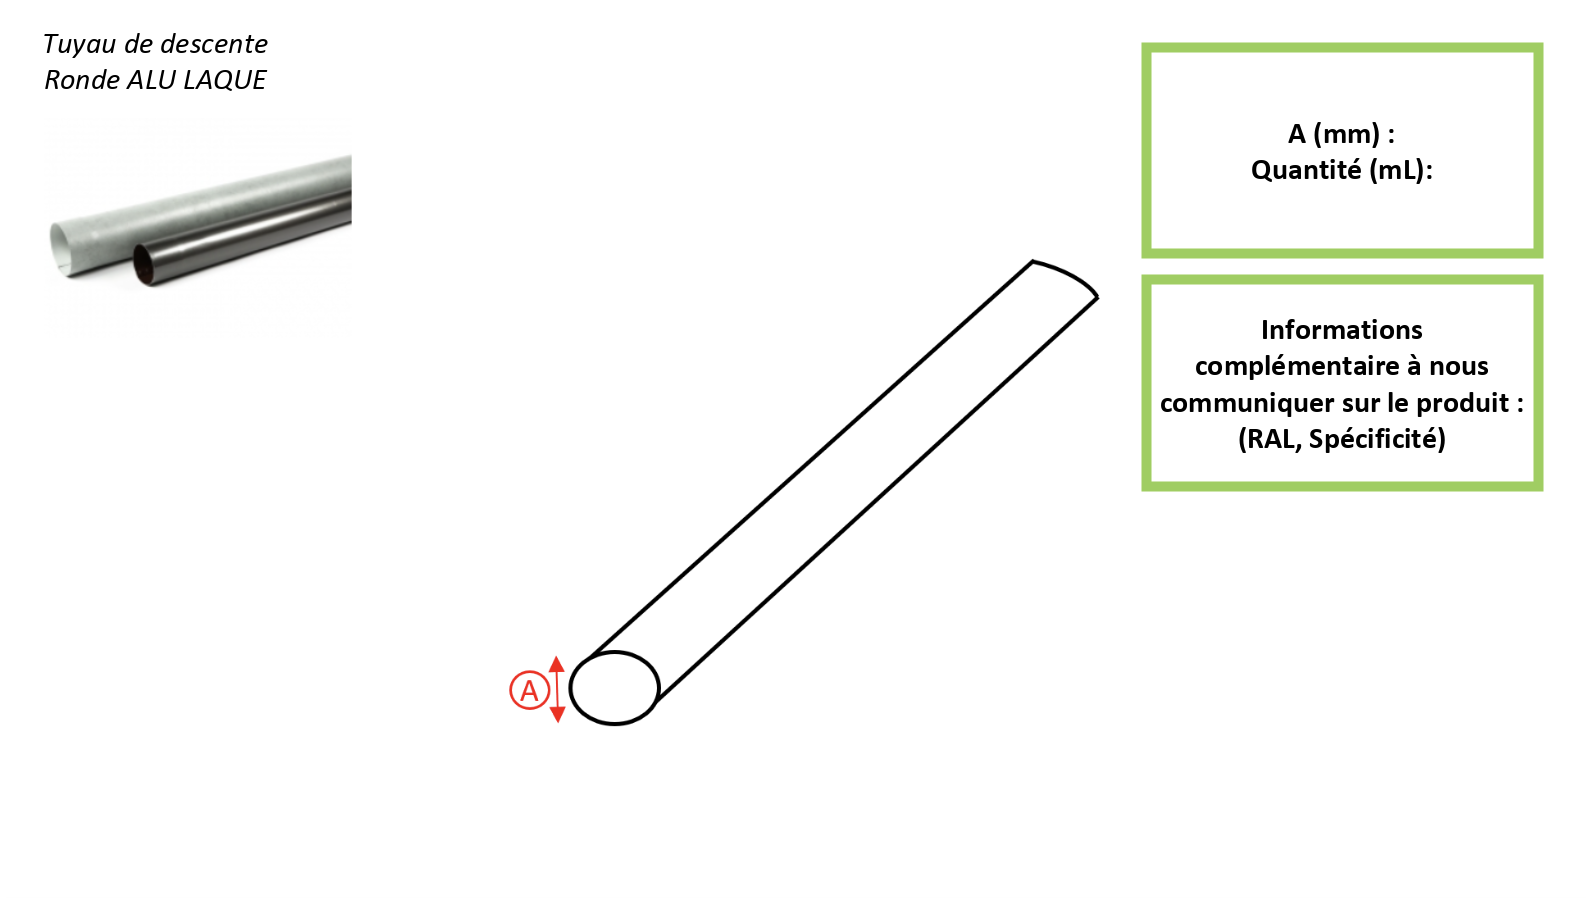 Tuyau de descente
Ronde ALU LAQUE
A (mm) :
Quantité (mL):
Informations
complémentaire à nous
communiquer sur le produit :
(RAL, Spécificité)
A